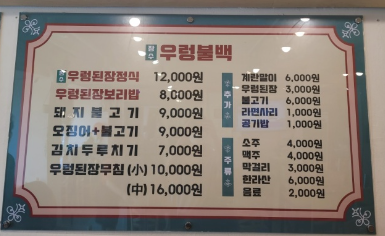 장수 우렁불백
장수 우렁된장정식 12,000원
우렁된장보리밥 8,000원
돼지불고기 9,000원
오징어+불고기 9,000원
김치두루치기 7,000원
우렁된장무침 (小) 10,000원
(中) 16,000원
추가
계란말이 6,000원
우렁된장 3,000원
불고기 6,000원
라면사리 1,000원
공기밥 1,000원
주류
소주 4,000원
맥주 4,000원
막걸리 3,000원
한라산 6,000원
음료 2,000원